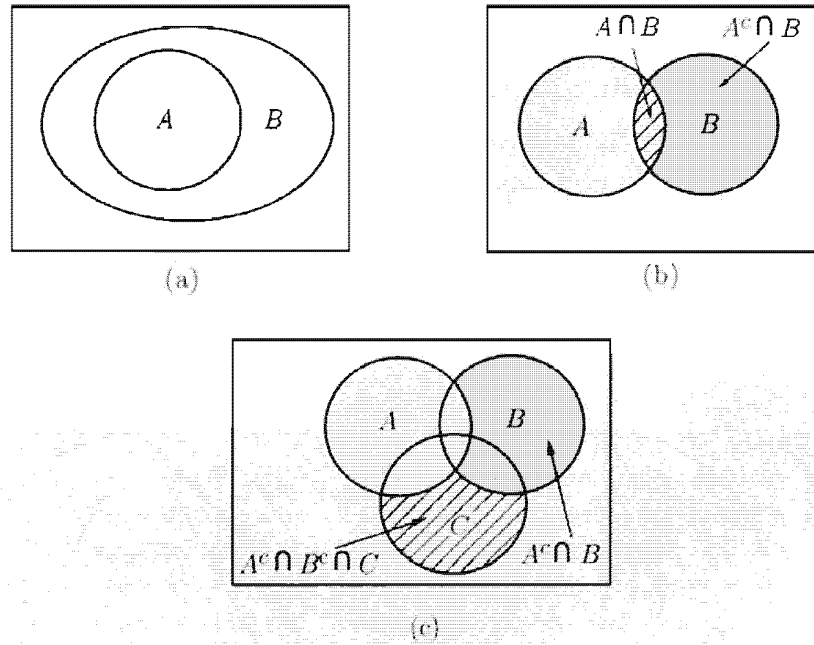 A B
(a)
A ∩ B A^c ∩ B
A B
(b)
A B
C
A^c ∩ B^c ∩ C A^c ∩ B
(c)